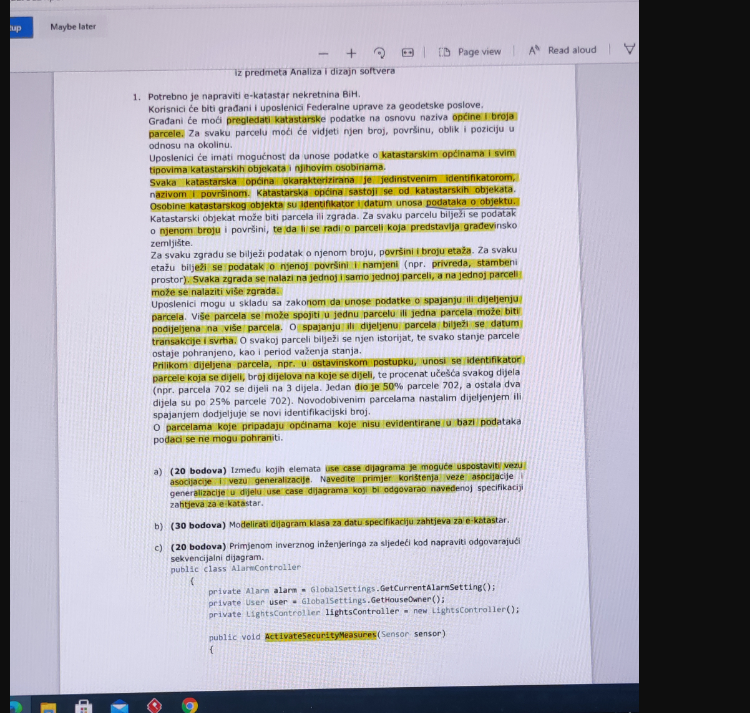 up
Maybe later
Page view
Read aloud
iz predmeta Analiza i dizajn softvera
1. Potrebno je napraviti e-katastar nekretnina BiH.
Korisnici će biti građani i uposlenici Federalne uprave za geodetske poslove.
Građani će moći pregledati katastarske podatke na osnovu naziva općine i broja
parcele. Za svaku parcelu moći će vidjeti njen broj, površinu, oblik i poziciju u
odnosu na okolinu.
Uposlenici će imati mogućnost da unose podatke o katastarskim općinama i svim
tipovima katastarskih objekata i njihovim osobinama.
Svaka katastarska općina okarakterizirana je jedinstvenim identifikatorom,
nazivom i površinom. Katastarska općina sastoji se od katastarskih objekata.
Osobine katastarskog objekta su identifikator i datum unosa podataka o objektu.
Katastarski objekat može biti parcela ili zgrada. Za svaku parcelu bilježi se podatak
o njenom broju i površini, te da li se radi o parceli koja predstavlja građevinsko
zemljište.
Za svaku zgradu se bilježi podatak o njenom broju, površini i broju etaža. Za svaku
etažu bilježi se podatak o njenoj površini i namjeni (npr. privreda, stambeni
prostor). Svaka zgrada se nalazi na jednoj i samo jednoj parceli, a na jednoj parceli
može se nalaziti više zgrada.
Uposlenici mogu u skladu sa zakonom da unose podatke o spajanju ili dijeljenju
parcela. Više parcela se može spojiti u jednu parcelu ili jedna parcela može biti
podijeljena na više parcela. O spajanju ili dijeljenu parcela bilježi se datum
transakcije i svrha. O svakoj parceli bilježi se njen istorijat, te svako stanje parcele
ostaje pohranjeno, kao i period važenja stanja.
Prilikom dijeljena parcela, npr. u ostavinskom postupku, unosi se identifikator
parcele koja se dijeli, broj dijelova na koje se dijeli, te procenat učešća svakog dijela
(npr. parcela 702 se dijeli na 3 dijela. Jedan dio je 50% parcele 702, a ostala dva
dijela su po 25% parcele 702). Novodobivenim parcelama nastalim dijeljenjem ili
spajanjem dodjeljuje se novi identifikacijski broj.
O parcelama koje pripadaju općinama koje nisu evidentirane u bazi podataka
podaci se ne mogu pohraniti.
a) (20 bodova) Između kojih elemata use case dijagrama je moguće uspostaviti vezu
asocijacije i vezu generalizacije. Navedite primjer korištenja veze asocijacije i
generalizacije u dijelu use case dijagrama koji bi odgovarao navedenoj specifikaciji
zahtjeva za e-katastar.
b) (30 bodova) Modelirati dijagram klasa za datu specifikaciju zahtjeva za e-katastar.
c) (20 bodova) Primjenom inverznog inženjeringa za sljedeći kod napraviti odgovarajući
sekvencijalni dijagram.
public class AlarmController
{
private Alarm alarm = GlobalSettings.GetCurrentAlarmSetting();
private User user = GlobalSettings.GetHouseOwner();
private LightsController lightsController = new LightsController();
public void ActivateSecurityMeasures(Sensor sensor)
{